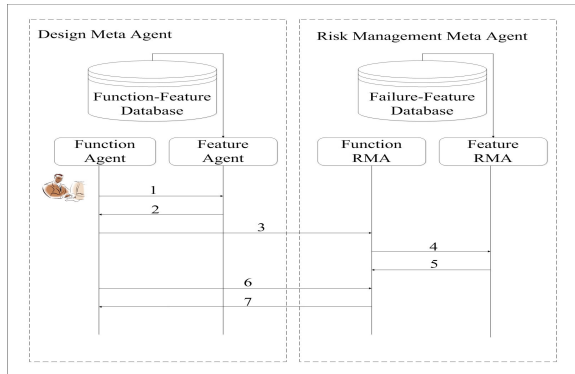 Design Meta Agent
Risk Management Meta Agent
Function-Feature
Database
Failure-Feature
Database
Function
Agent
Feature
Agent
Function
RMA
Feature
RMA
1
2
3
4
5
6
7